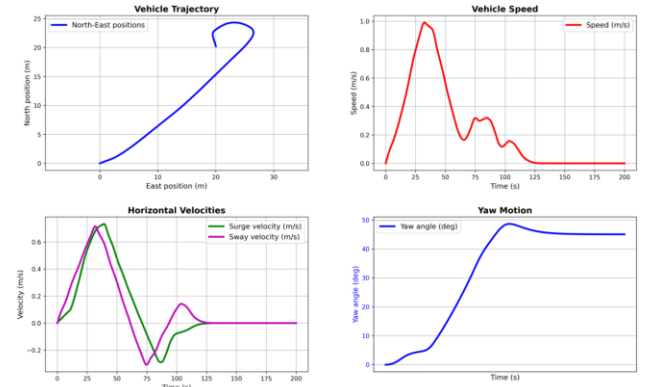 Vehicle Trajectory
North-East positions
North position (m)
25
20
15
10
5
0
0
10
20
30
East position (m)
Vehicle Speed
Speed (m/s)
Speed (m/s)
1.0
0.8
0.6
0.4
0.2
0.0
0
25
50
75
100
125
150
175
200
Time (s)
Horizontal Velocities
Surge velocity (m/s)
Sway velocity (m/s)
Velocity (m/s)
0.6
0.4
0.2
0.0
−0.2
0
25
50
75
100
125
150
175
200
Time (s)
Yaw Motion
Yaw angle (deg)
Yaw angle (deg)
50
40
30
20
10
0
Time (s)